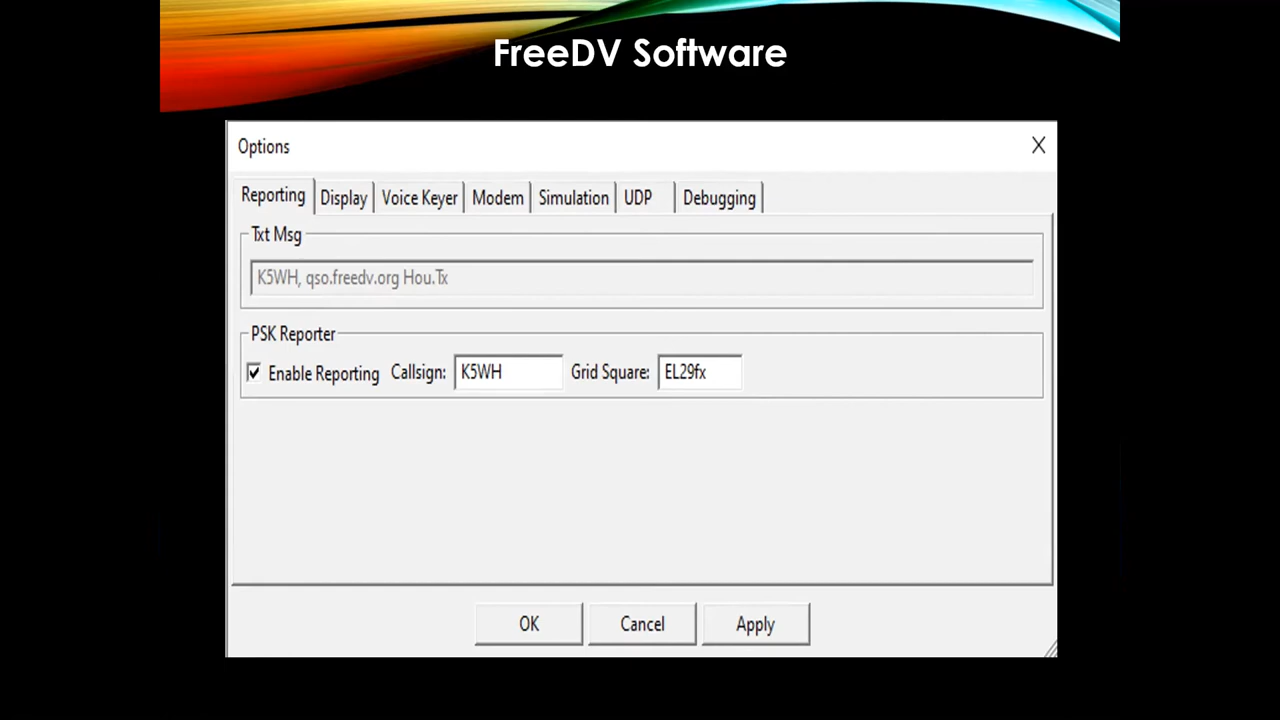 FreeDV Software
Options X
Reporting Display Voice Keyer Modem Simulation UDP Debugging
Txt Msg
K5WH, qso.freedv.org Hou.Tx
PSK Reporter
Enable Reporting Callsign: K5WH Grid Square: EL29fx
OK Cancel Apply